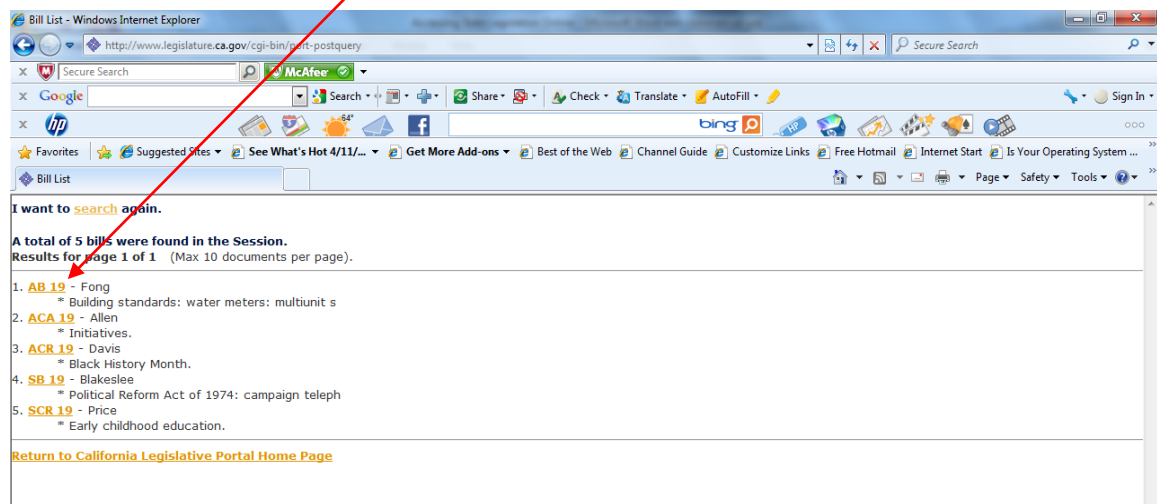 Bill List - Windows Internet Explorer
http://www.legislature.ca.gov/cgi-bin/port-postquery
Secure Search
x Secure Search McAfee
x Google Search Share Check Translate AutoFill Sign In
x hp 64° f bing
Favorites Suggested Sites See What's Hot 4/11/... Get More Add-ons Best of the Web Channel Guide Customize Links Free Hotmail Internet Start Is Your Operating System ...
Bill List Page Safety Tools
I want to search again.
A total of 5 bills were found in the Session.
Results for page 1 of 1 (Max 10 documents per page).
1. AB 19 - Fong
* Building standards: water meters: multiunit s
2. ACA 19 - Allen
* Initiatives.
3. ACR 19 - Davis
* Black History Month.
4. SB 19 - Blakeslee
* Political Reform Act of 1974: campaign teleph
5. SCR 19 - Price
* Early childhood education.
Return to California Legislative Portal Home Page